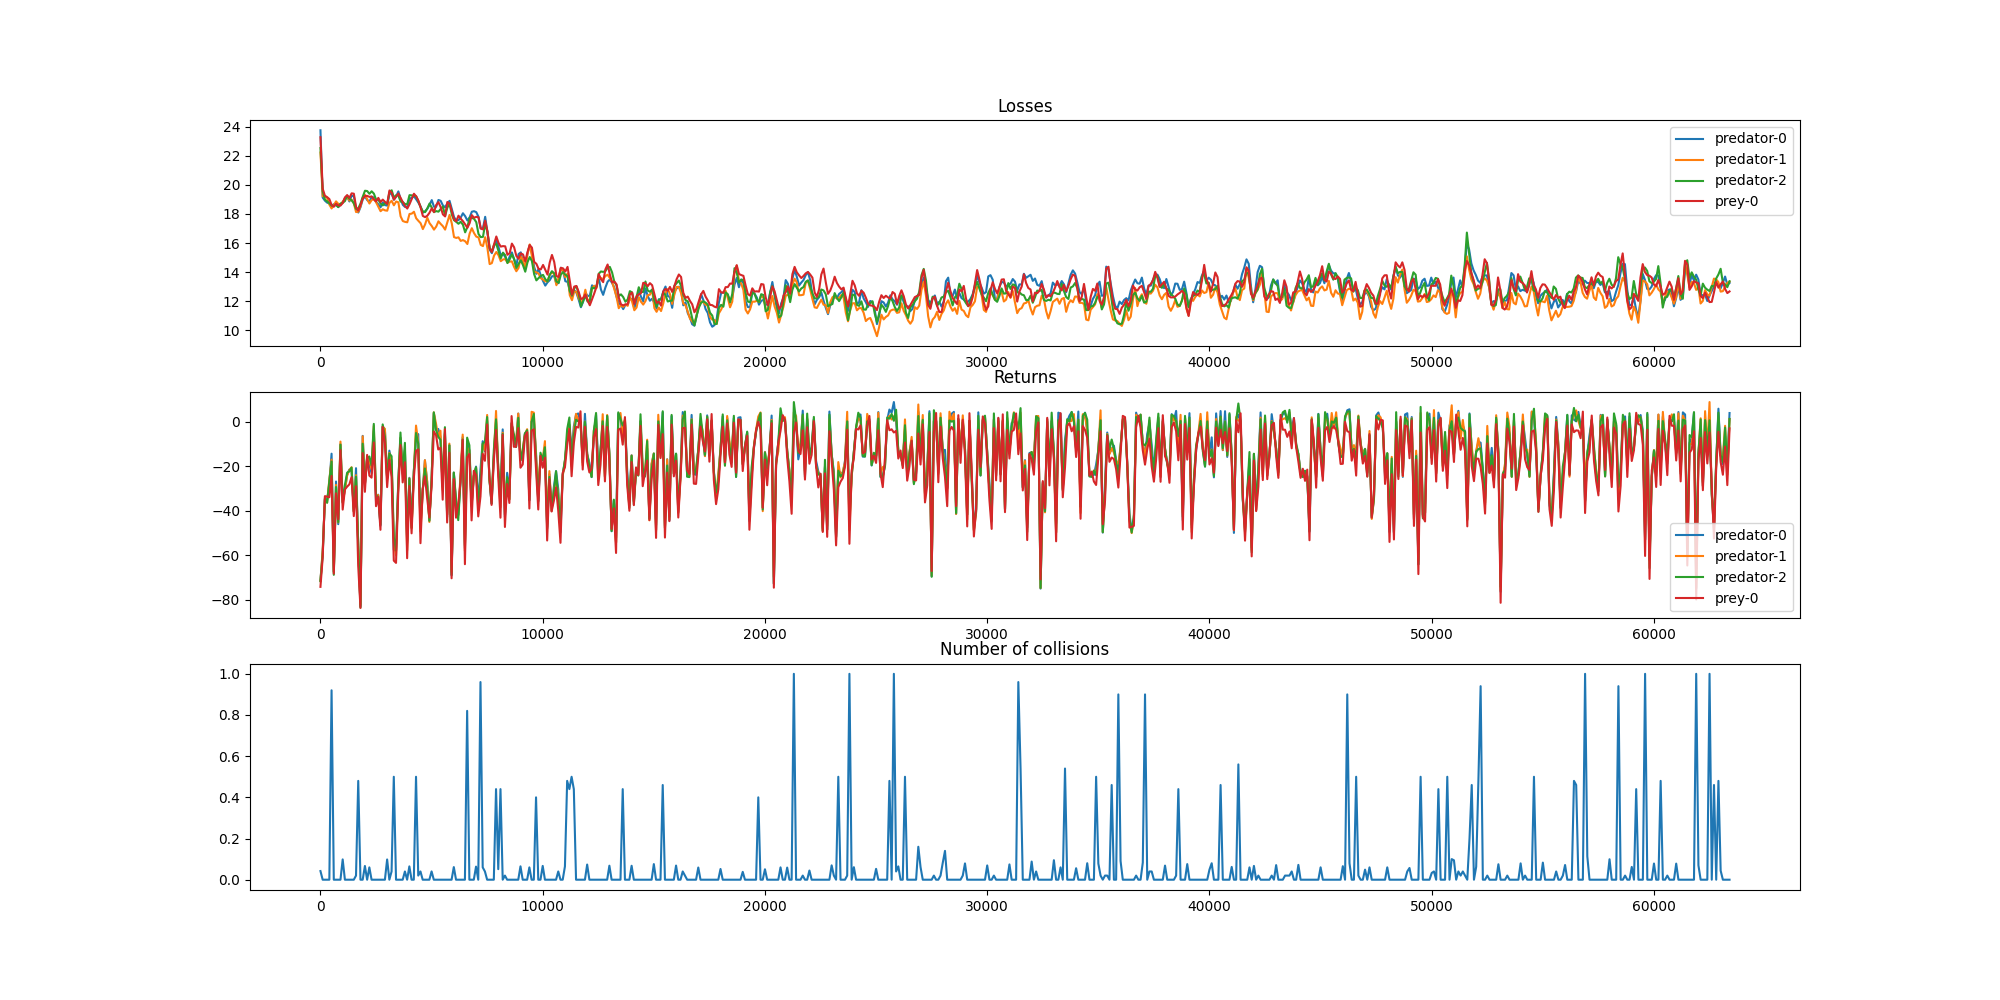 Losses
24
22
20
18
16
14
12
10
predator-0
predator-1
predator-2
prey-0
0 10000 20000 30000 40000 50000 60000
Returns
0
−20
−40
−60
−80
predator-0
predator-1
predator-2
prey-0
0 10000 20000 30000 40000 50000 60000
Number of collisions
1.0
0.8
0.6
0.4
0.2
0.0
0 10000 20000 30000 40000 50000 60000